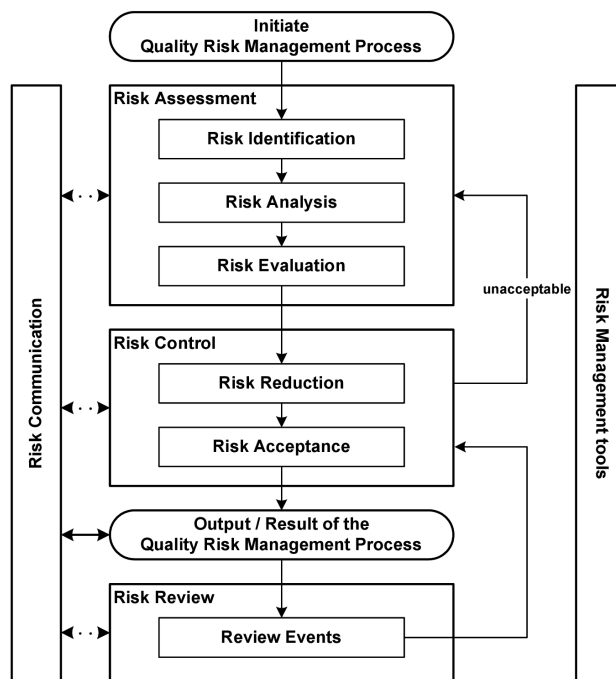 Initiate
Quality Risk Management Process
Risk Assessment
Risk Identification
Risk Analysis
Risk Evaluation
unacceptable
Risk Communication
Risk Management tools
Risk Control
Risk Reduction
Risk Acceptance
Output / Result of the
Quality Risk Management Process
Risk Review
Review Events